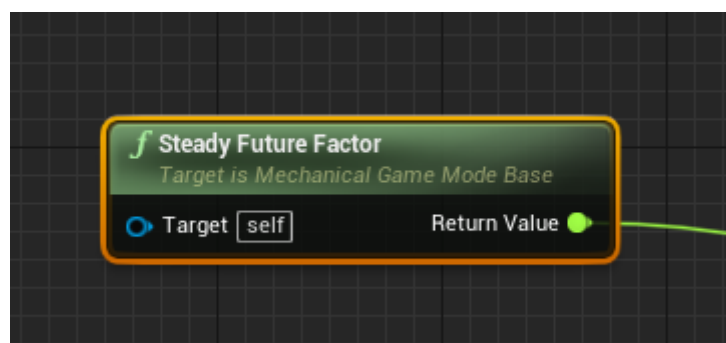 f Steady Future Factor
Target is Mechanical Game Mode Base
Target self Return Value